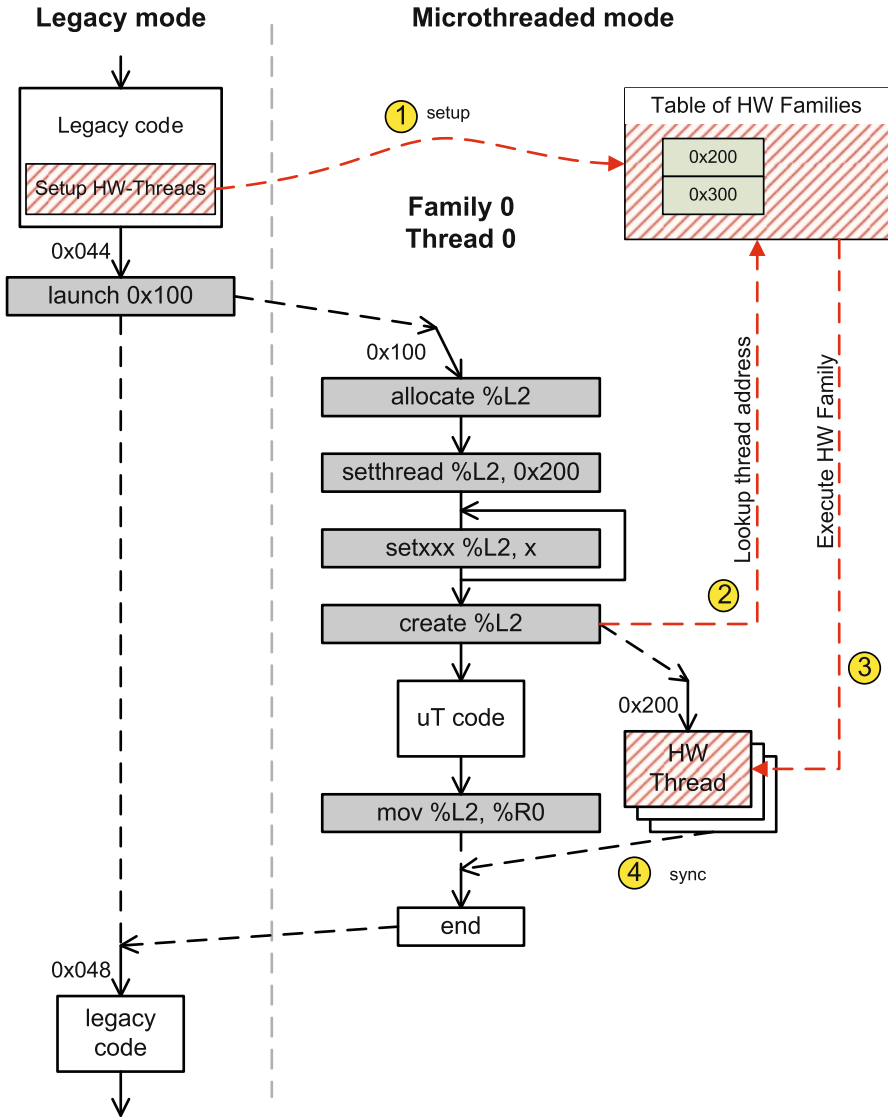 Legacy mode
Microthreaded mode
Legacy code
Setup HW-Threads
1
setup
Table of HW Families
0x200
0x300
Family 0
Thread 0
0x044
launch 0x100
0x100
allocate %L2
setthread %L2, 0x200
setxxx %L2, x
create %L2
2
Lookup thread address
Execute HW Family
3
uT code
0x200
HW
Thread
mov %L2, %R0
4
sync
end
0x048
legacy
code